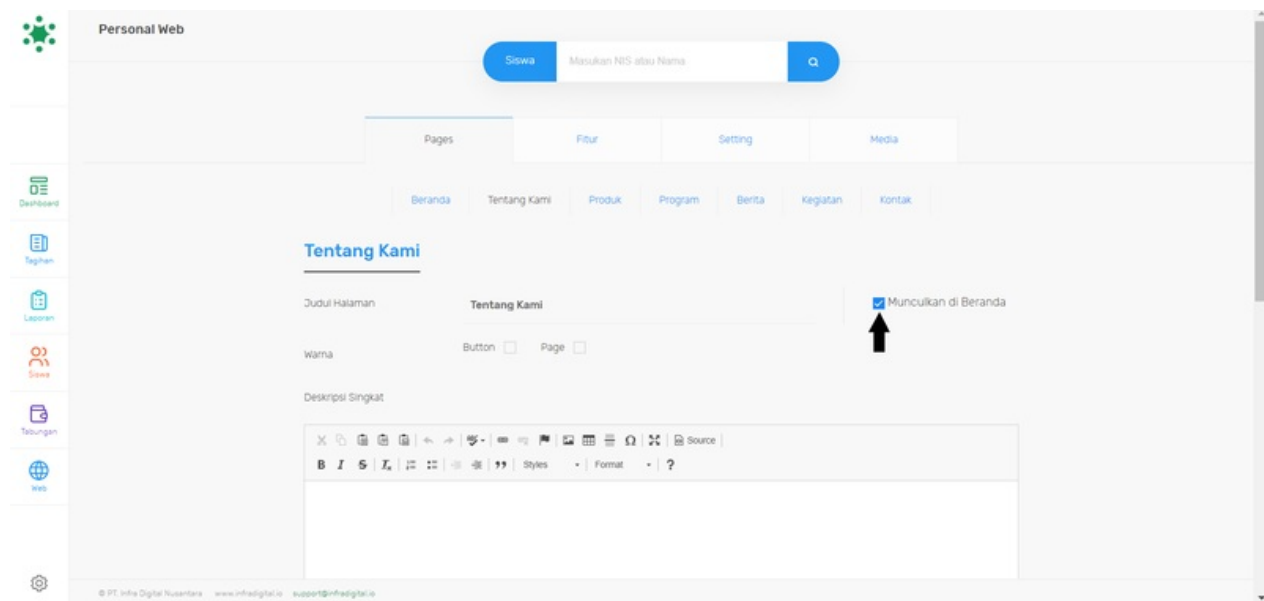 Personal Web
Siswa Masukan NIS atau Nama
Pages Fitur Setting Media
Beranda Tentang Kami Produk Program Berita Kegiatan Kontak
Dashboard
Tagihan
Laporan
Siswa
Tabungan
Web
Tentang Kami
Judul Halaman Tentang Kami Munculkan di Beranda
Warna Button Page
Deskripsi Singkat
Source
B I S Ix Styles Format ?
© PT. Infra Digital Nusantara www.infradigital.io support@infradigital.io